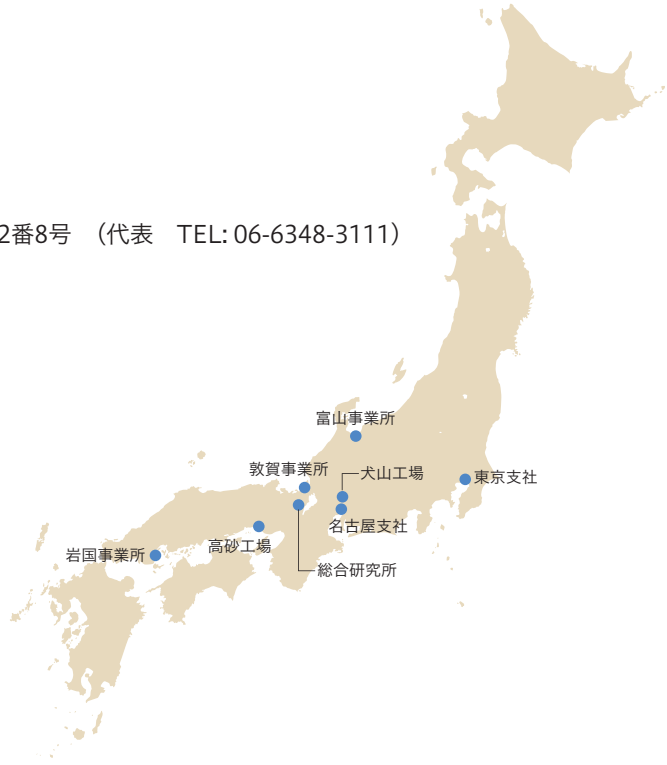 2番8号　（代表　TEL: 06-6348-3111）
富山事業所
敦賀事業所
犬山工場
東京支社
名古屋支社
高砂工場
岩国事業所
総合研究所